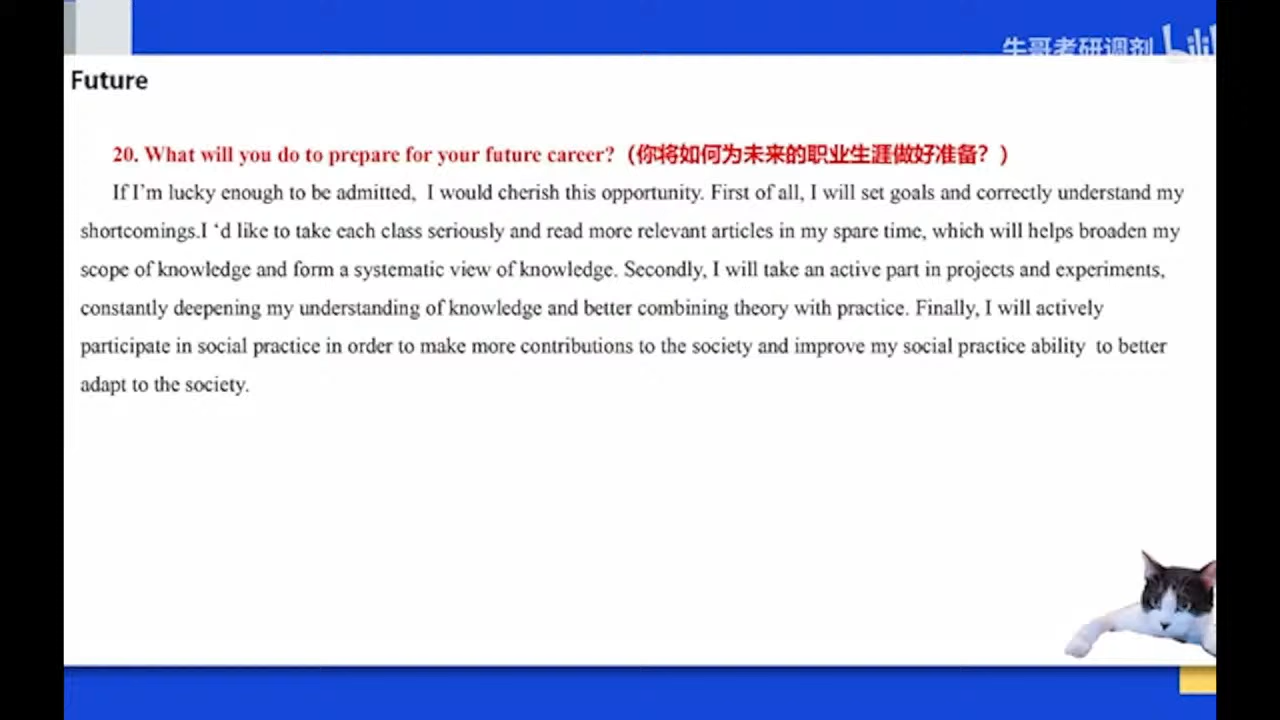 牛哥考研调剂 bilibili
Future
20. What will you do to prepare for your future career?（你将如何为未来的职业生涯做好准备？）
If I'm lucky enough to be admitted, I would cherish this opportunity. First of all, I will set goals and correctly understand my
shortcomings.I ‘d like to take each class seriously and read more relevant articles in my spare time, which will helps broaden my
scope of knowledge and form a systematic view of knowledge. Secondly, I will take an active part in projects and experiments,
constantly deepening my understanding of knowledge and better combining theory with practice. Finally, I will actively
participate in social practice in order to make more contributions to the society and improve my social practice ability to better
adapt to the society.